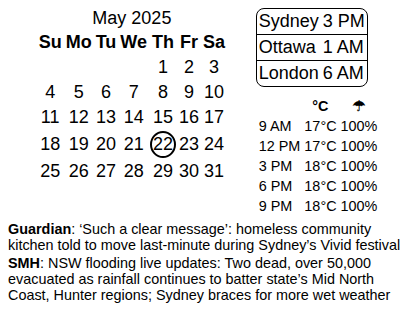 May 2025
Su Mo Tu We Th Fr Sa
1 2 3
4 5 6 7 8 9 10
11 12 13 14 15 16 17
18 19 20 21 22 23 24
25 26 27 28 29 30 31
Sydney 3 PM
Ottawa 1 AM
London 6 AM
°C ☂
9 AM 17°C 100%
12 PM 17°C 100%
3 PM 18°C 100%
6 PM 18°C 100%
9 PM 18°C 100%
Guardian: ‘Such a clear message’: homeless community
kitchen told to move last-minute during Sydney’s Vivid festival
SMH: NSW flooding live updates: Two dead, over 50,000
evacuated as rainfall continues to batter state’s Mid North
Coast, Hunter regions; Sydney braces for more wet weather